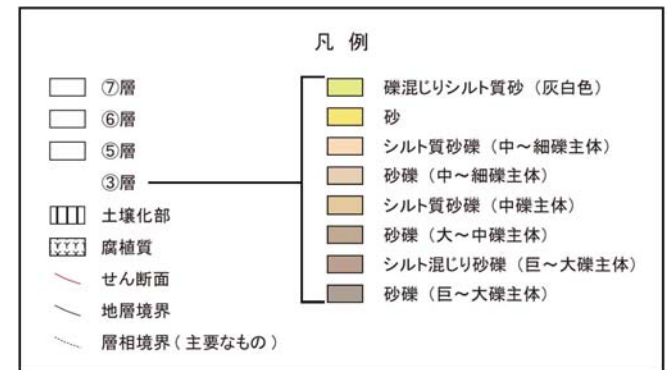 凡 例
⑦層
⑥層
⑤層
③層
土壌化部
腐植質
せん断面
地層境界
層相境界(主要なもの)
礫混じりシルト質砂(灰白色)
砂
シルト質砂礫(中～細礫主体)
砂礫(中～細礫主体)
シルト質砂礫(中礫主体)
砂礫(大～中礫主体)
シルト混じり砂礫(巨～大礫主体)
砂礫(巨～大礫主体)